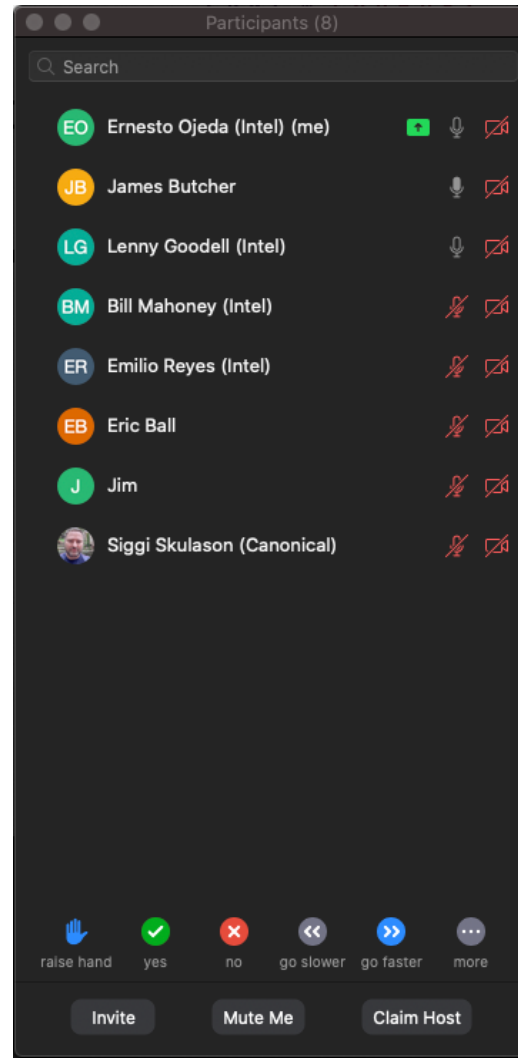 Participants (8)
Search
EO Ernesto Ojeda (Intel) (me)
JB James Butcher
LG Lenny Goodell (Intel)
BM Bill Mahoney (Intel)
ER Emilio Reyes (Intel)
EB Eric Ball
J Jim
Siggi Skulason (Canonical)
raise hand yes no go slower go faster more
Invite Mute Me Claim Host